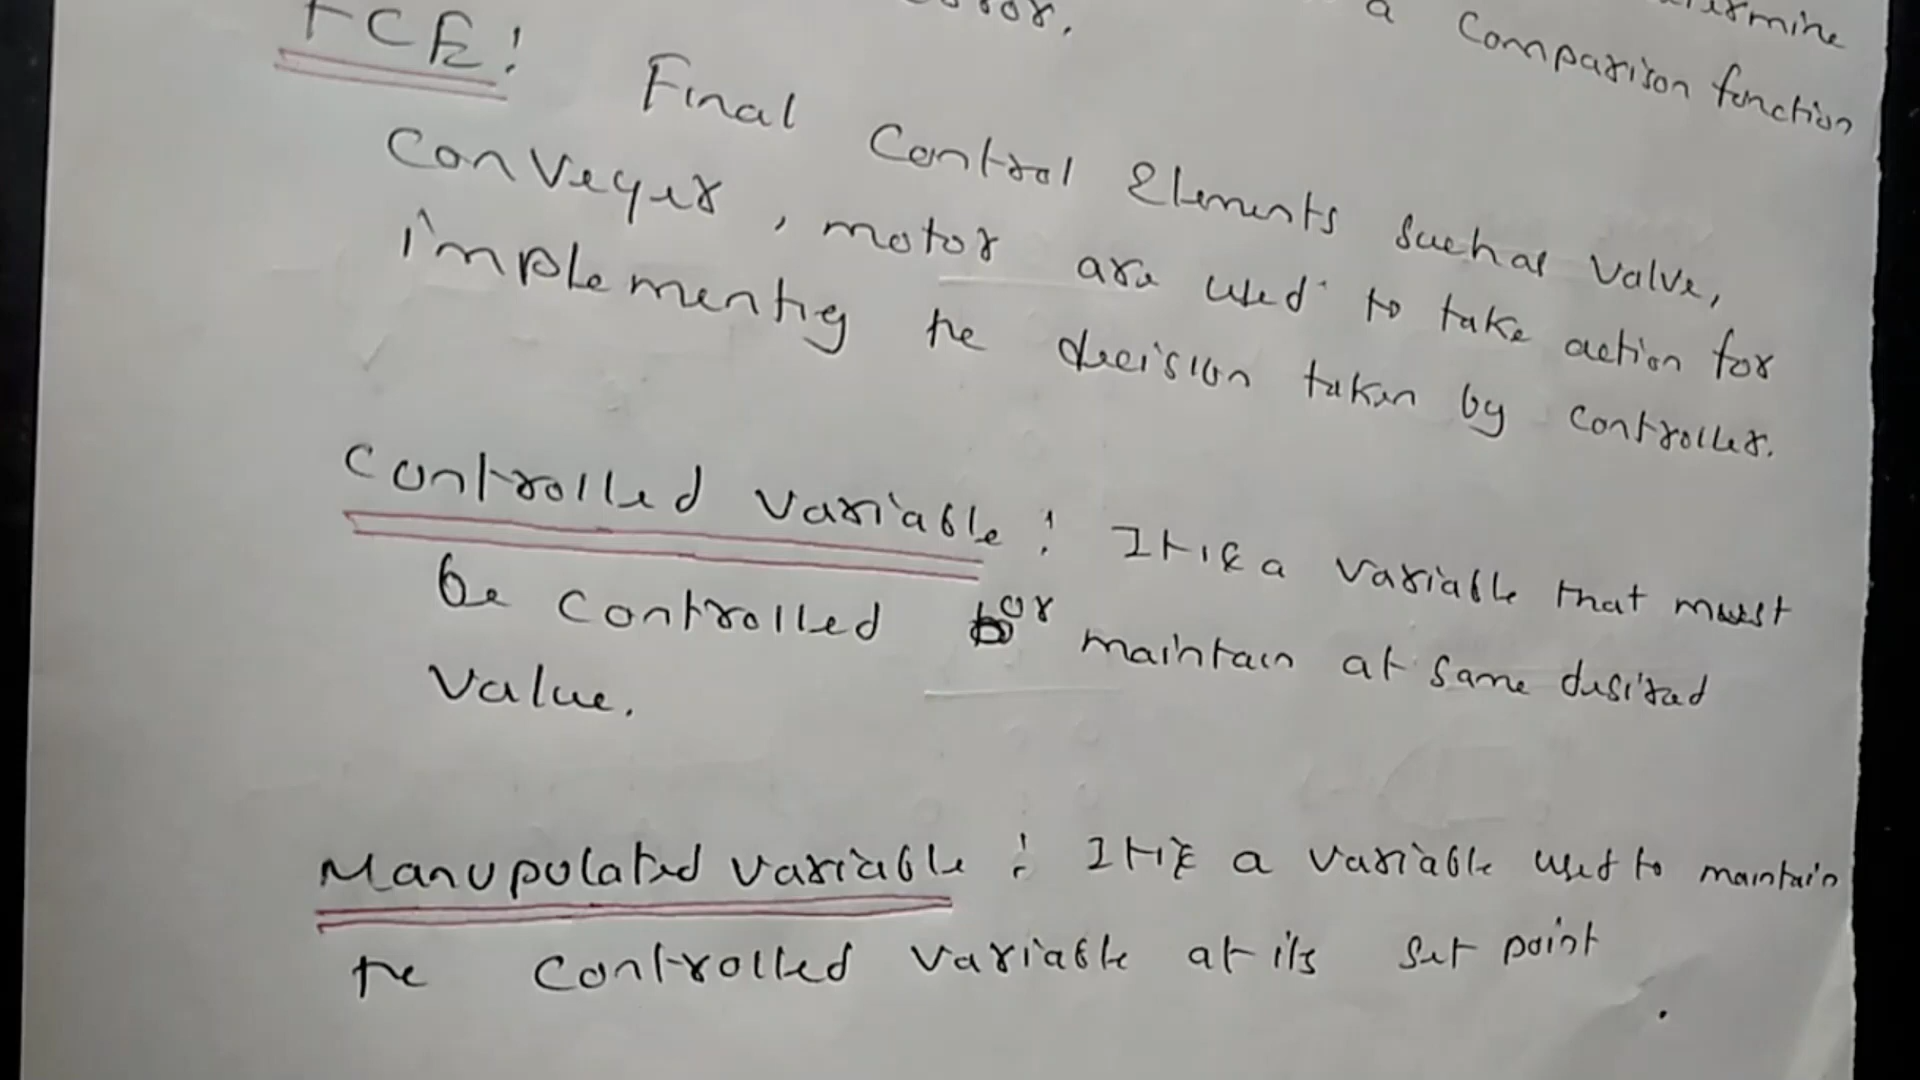 a comparison function
FCE: Final Control Elements such as valve,
Conveyer, motor are used to take action for
implementig the decision taken by controller.
Controlled variable : It is a variable that must
be controlled or maintain at same desired
value.
Manupolated variable : It is a variable used to maintain
the controlled variable at its set point